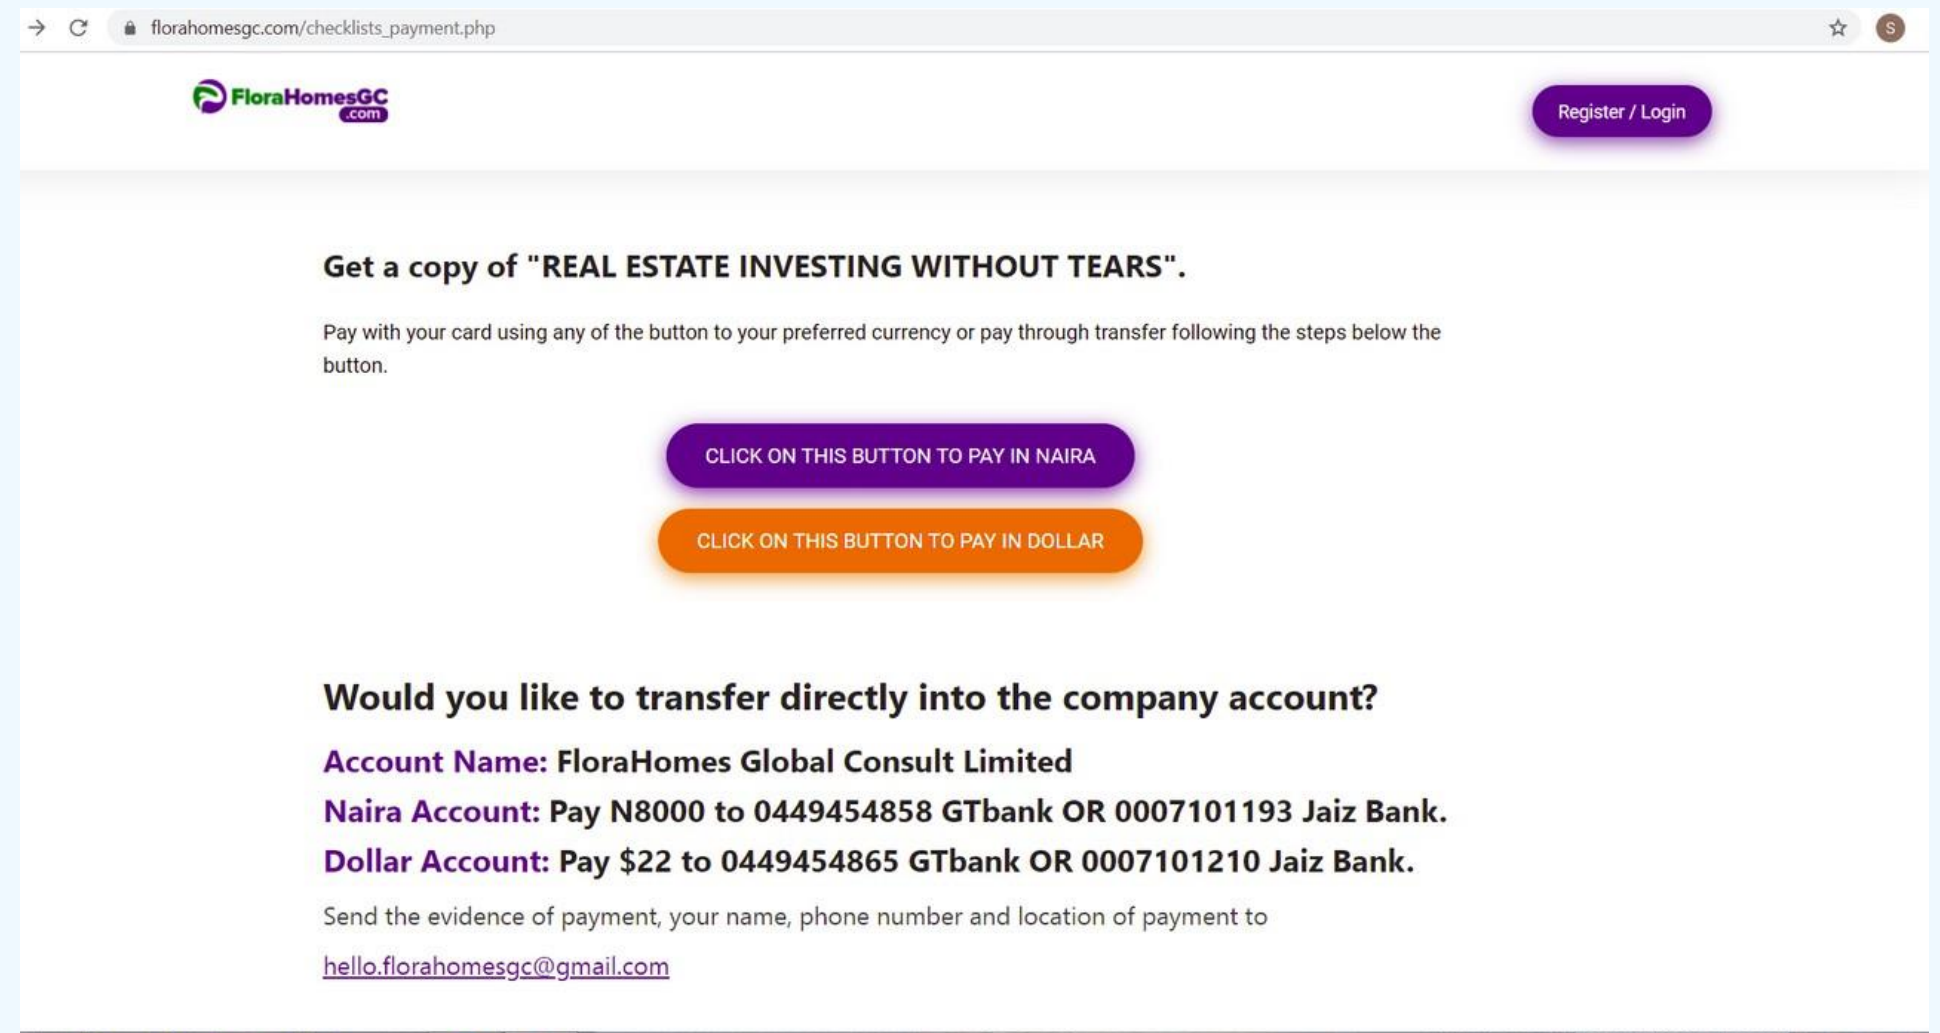 florahomesgc.com/checklists_payment.php
S
FloraHomesGC
.com
Register / Login
Get a copy of "REAL ESTATE INVESTING WITHOUT TEARS".
Pay with your card using any of the button to your preferred currency or pay through transfer following the steps below the
button.
CLICK ON THIS BUTTON TO PAY IN NAIRA
CLICK ON THIS BUTTON TO PAY IN DOLLAR
Would you like to transfer directly into the company account?
Account Name: FloraHomes Global Consult Limited
Naira Account: Pay N8000 to 0449454858 GTbank OR 0007101193 Jaiz Bank.
Dollar Account: Pay $22 to 0449454865 GTbank OR 0007101210 Jaiz Bank.
Send the evidence of payment, your name, phone number and location of payment to
hello.florahomesgc@gmail.com